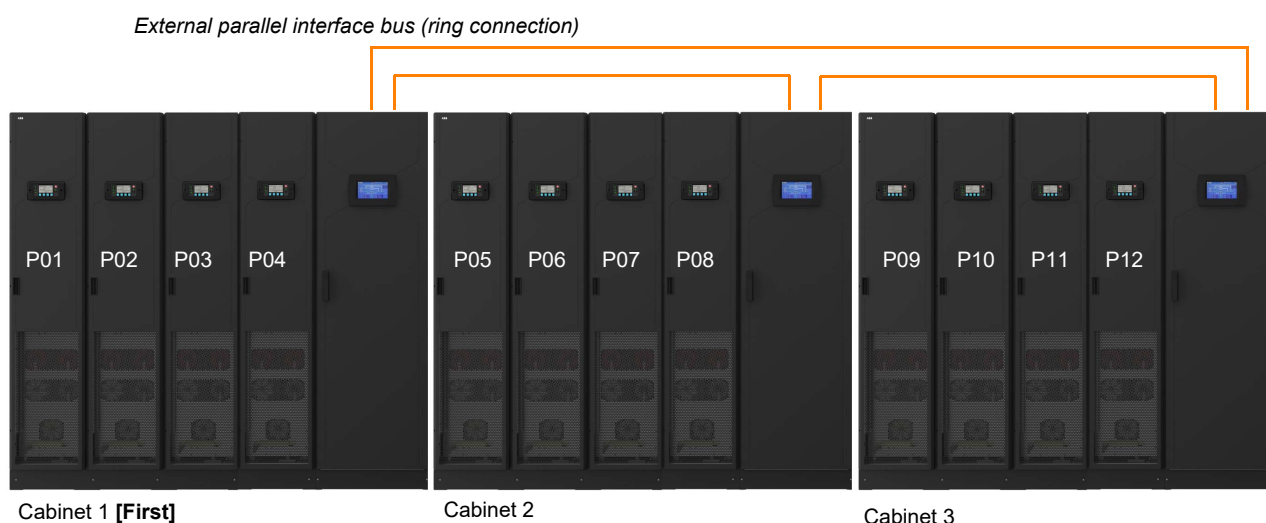 External parallel interface bus (ring connection)
P01 P02 P03 P04 P05 P06 P07 P08 P09 P10 P11 P12
Cabinet 1 [First] Cabinet 2 Cabinet 3